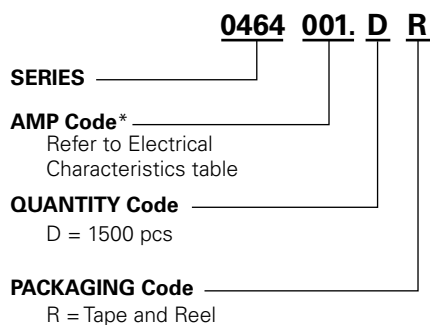 0464 001. D R
SERIES
AMP Code*
Refer to Electrical
Characteristics table
QUANTITY Code
D = 1500 pcs
PACKAGING Code
R = Tape and Reel